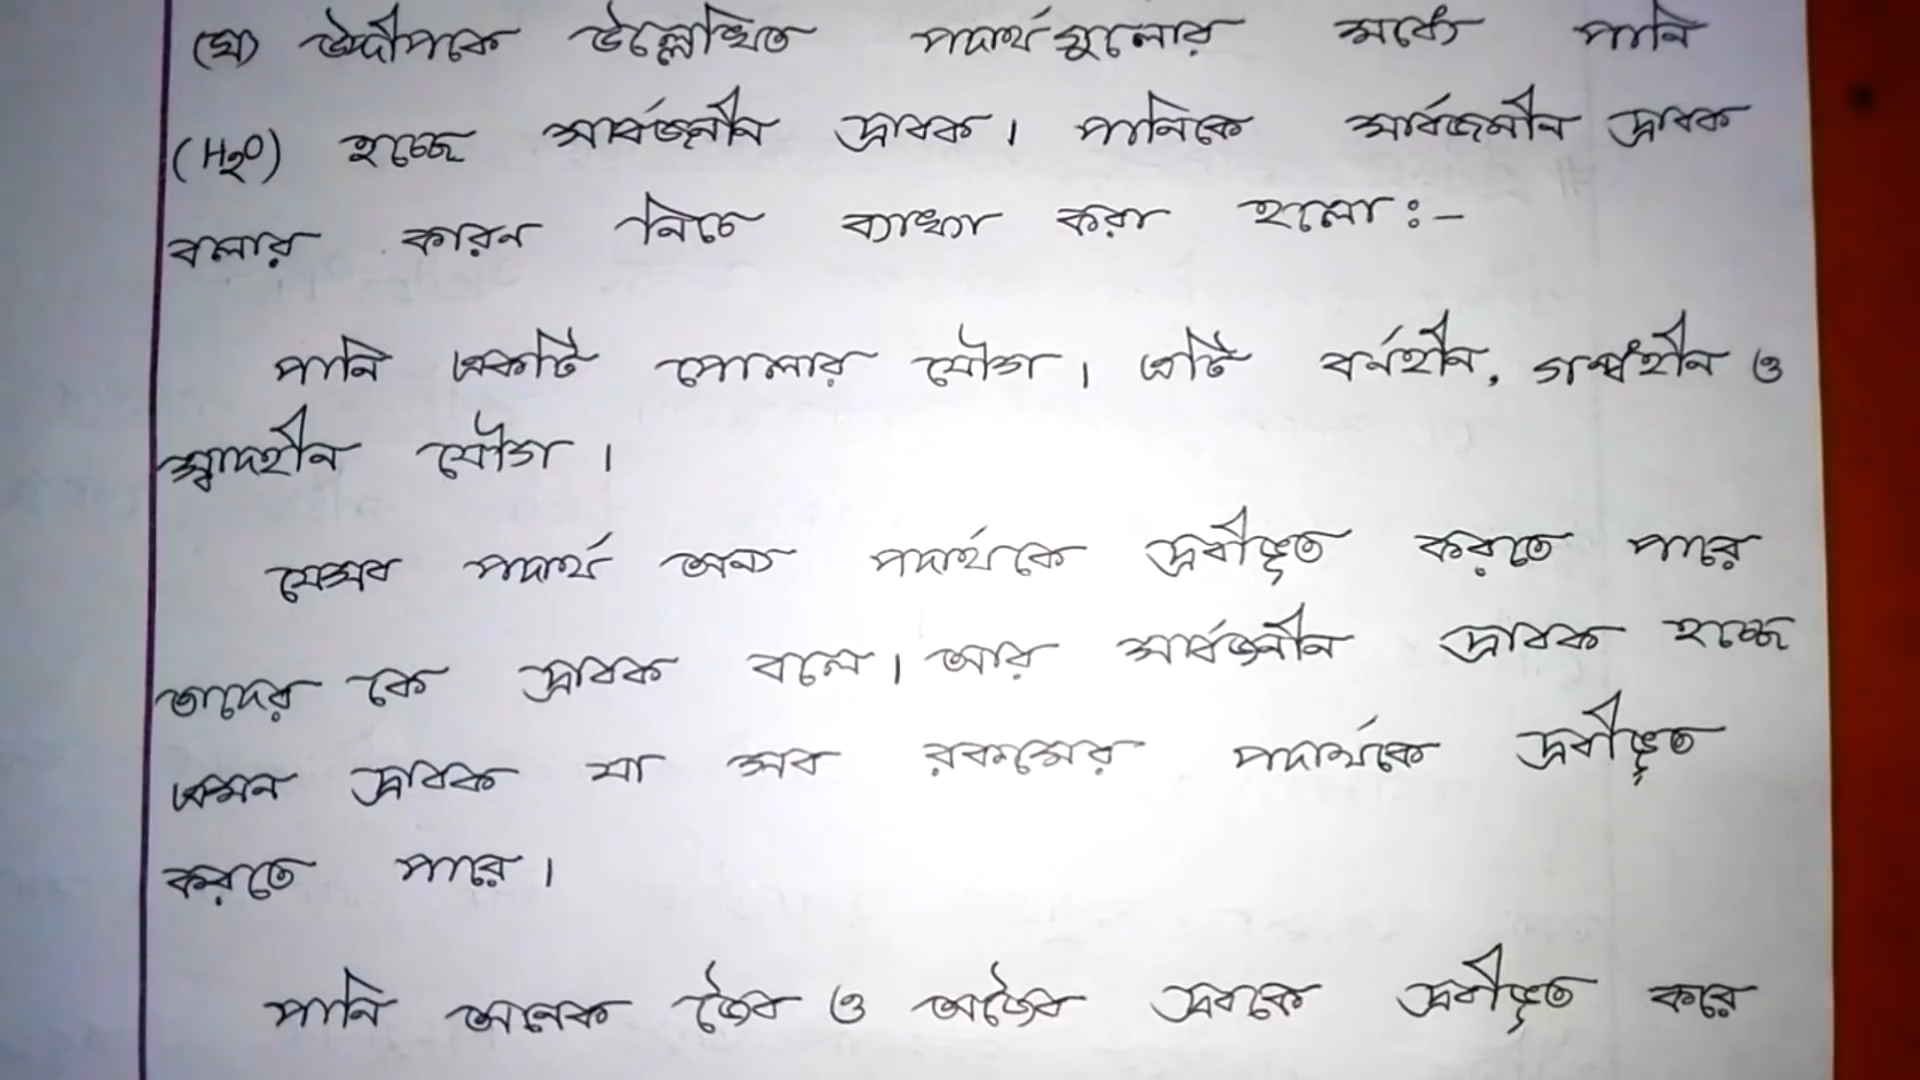 (ঘ) উদ্দীপকে উল্লেখিত পদার্থগুলোর মধ্যে পানি
(H₂O) হচ্ছে সার্বজনীন দ্রাবক। পানিকে সার্বজনীন দ্রাবক
বলার কারন নিচে ব্যাখ্যা করা হলো:-
পানি একটি পোলার যৌগ। এটি বর্নহীন, গন্ধহীন ও
স্বাদহীন যৌগ।
যেসব পদার্থ অন্য পদার্থকে দ্রবীভূত করতে পারে
তাদের কে দ্রাবক বলে। আর সার্বজনীন দ্রাবক হচ্ছে
এমন দ্রাবক যা সব রকমের পদার্থকে দ্রবীভূত
করতে পারে।
পানি অনেক জৈব ও অজৈব দ্রবকে দ্রবীভূত করে